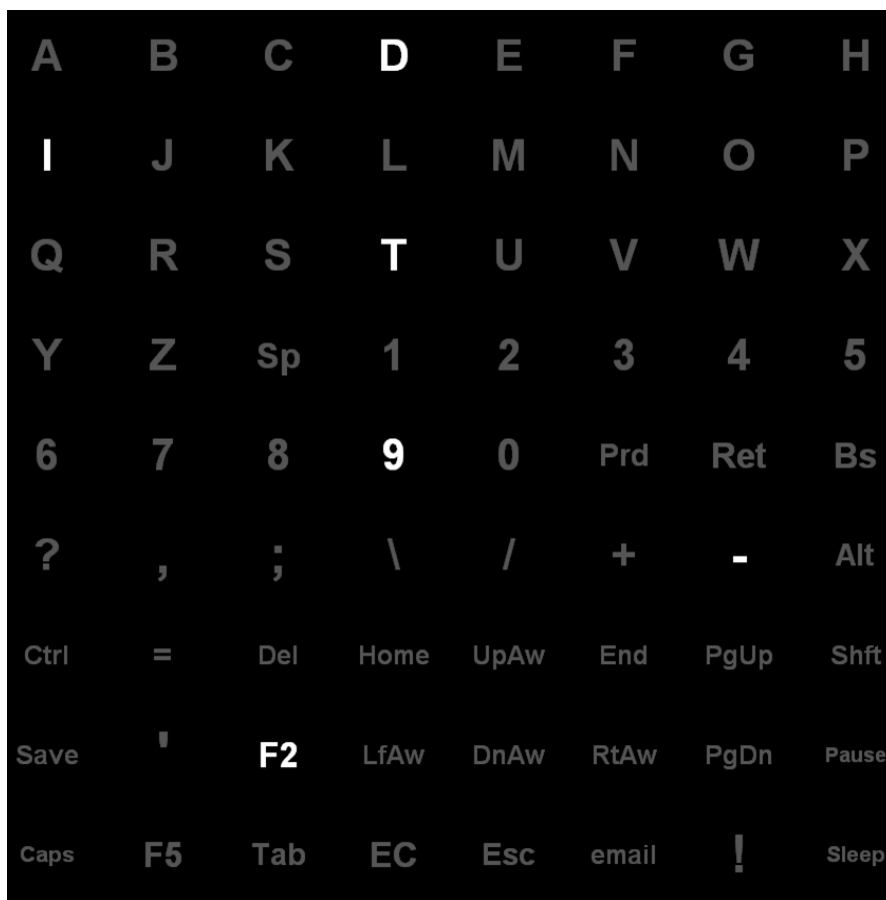 A B C D E F G H
I J K L M N O P
Q R S T U V W X
Y Z Sp 1 2 3 4 5
6 7 8 9 0 Prd Ret Bs
? , ; \ / + - Alt
Ctrl = Del Home UpAw End PgUp Shft
Save ' F2 LfAw DnAw RtAw PgDn Pause
Caps F5 Tab EC Esc email ! Sleep